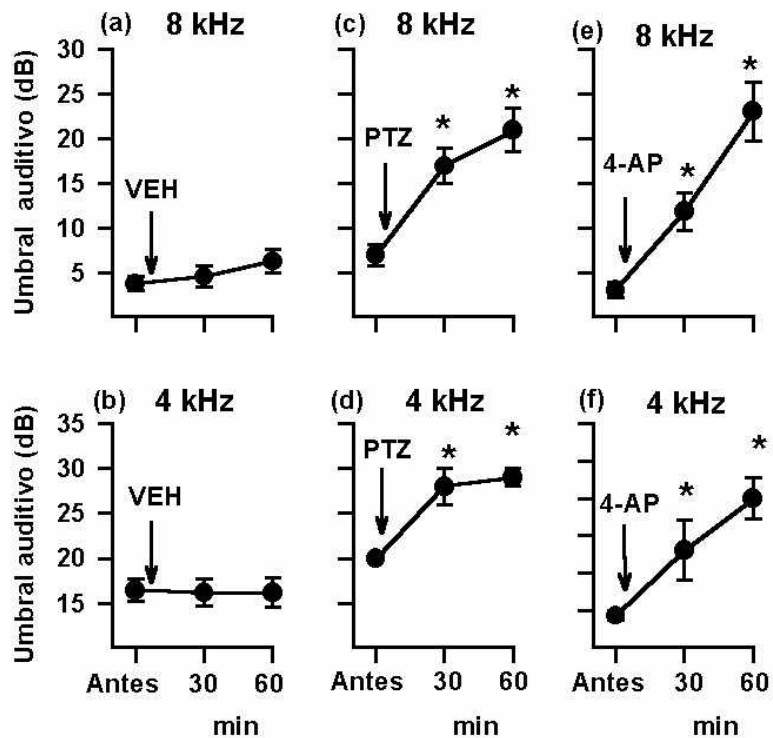 (a) 8 kHz
(c) 8 kHz
(e) 8 kHz
Umbral auditivo (dB)
30
25
20
15
10
5
VEH
PTZ
*
*
4-AP
*
*
(b) 4 kHz
(d) 4 kHz
(f) 4 kHz
Umbral auditivo (dB)
35
30
25
20
15
VEH
PTZ
*
*
4-AP
*
*
Antes 30 60
min
Antes 30 60
min
Antes 30 60
min